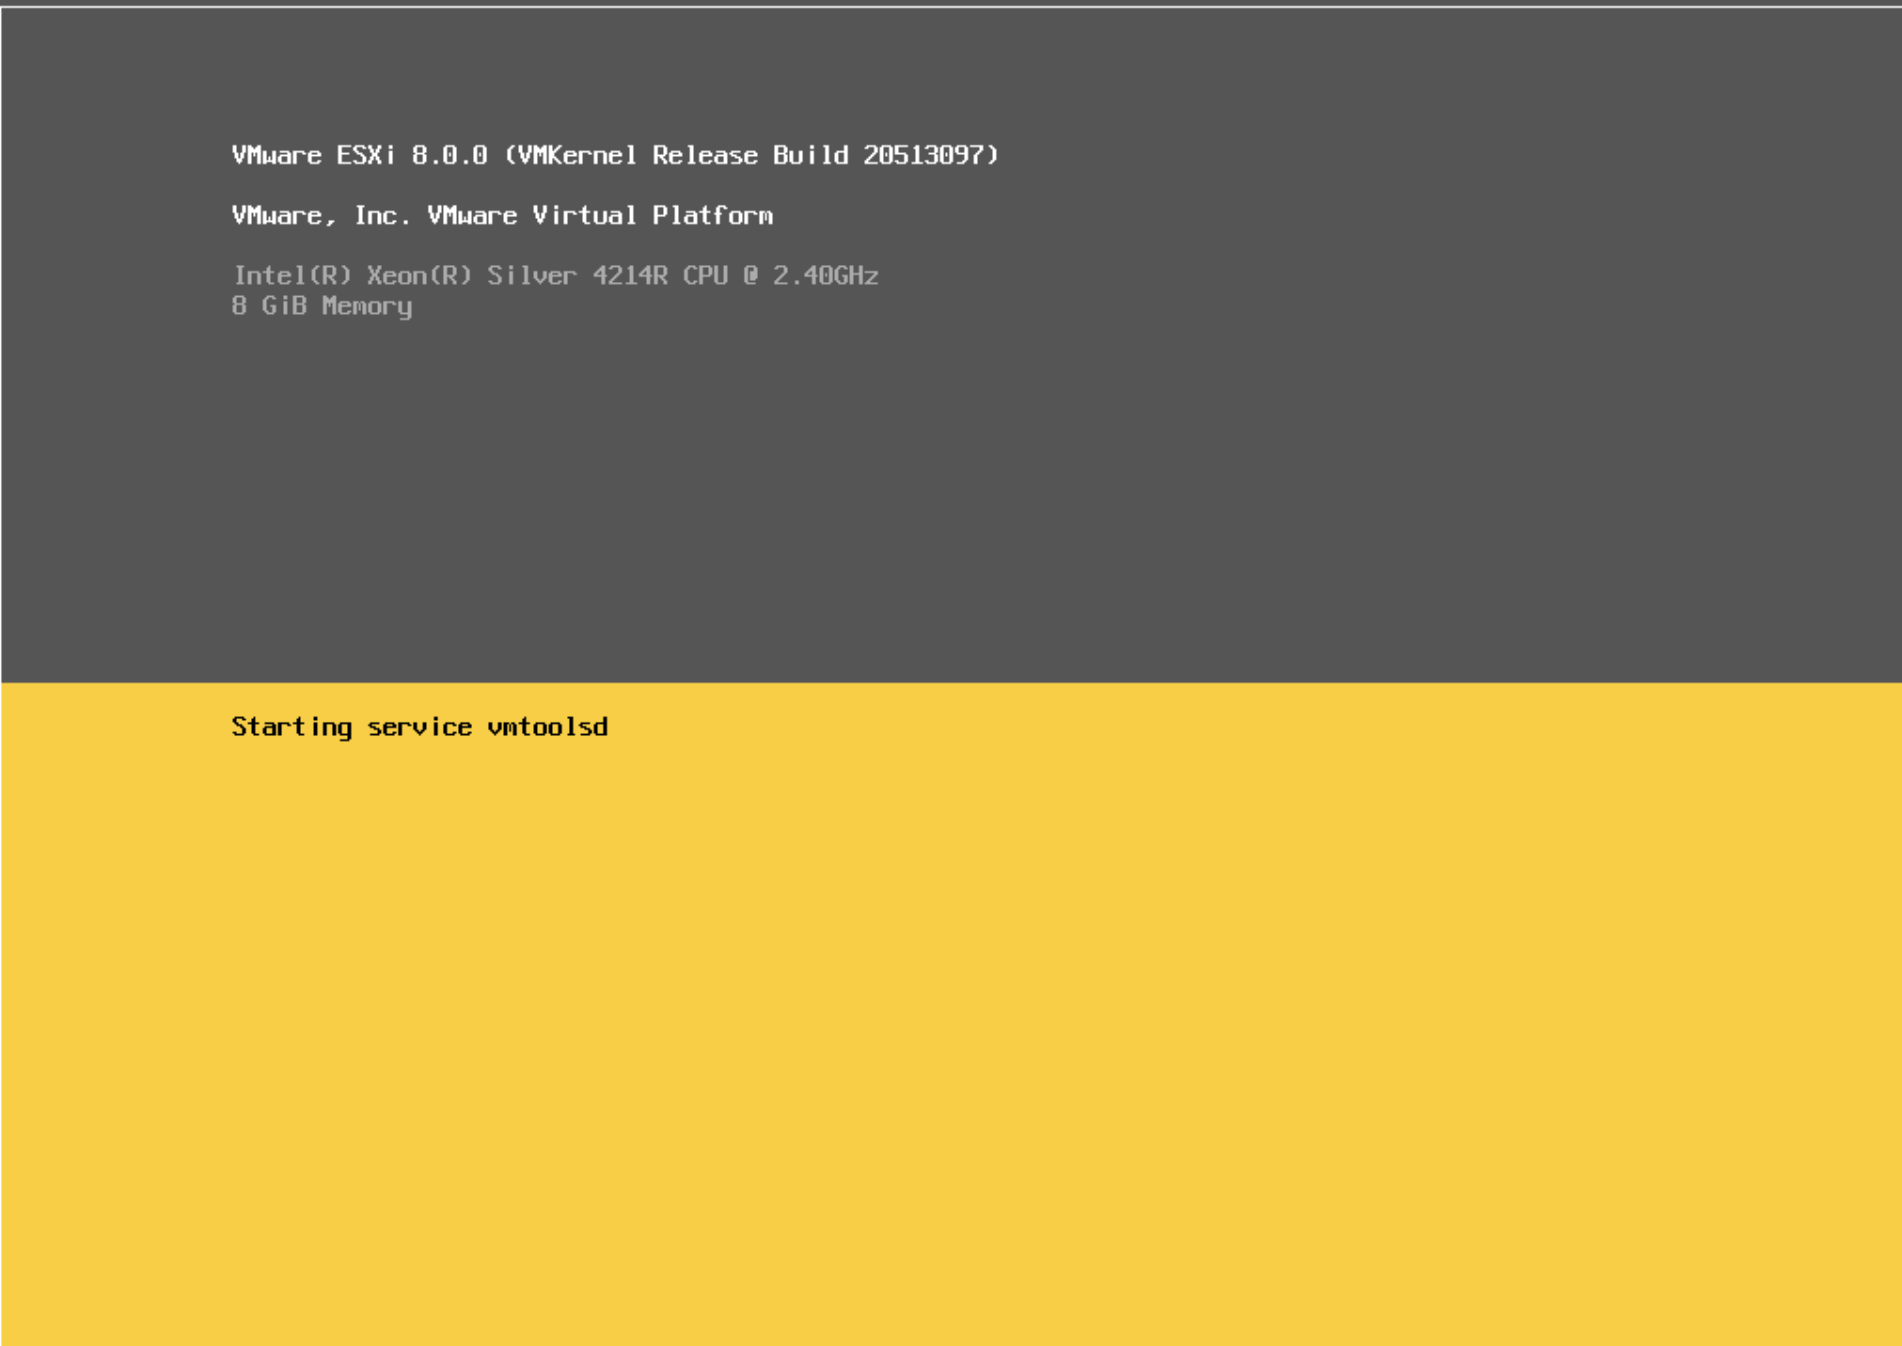 VMware ESXi 8.0.0 (VMKernel Release Build 20513097)
VMware, Inc. VMware Virtual Platform
Intel(R) Xeon(R) Silver 4214R CPU @ 2.40GHz
8 GiB Memory
Starting service vmtoolsd